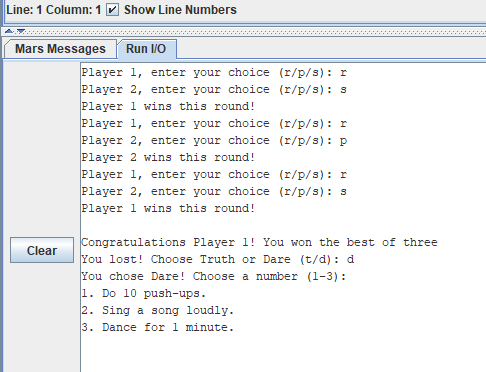 Line: 1 Column: 1 Show Line Numbers
Mars Messages Run I/O
Player 1, enter your choice (r/p/s): r
Player 2, enter your choice (r/p/s): s
Player 1 wins this round!
Player 1, enter your choice (r/p/s): r
Player 2, enter your choice (r/p/s): p
Player 2 wins this round!
Player 1, enter your choice (r/p/s): r
Player 2, enter your choice (r/p/s): s
Player 1 wins this round!
Congratulations Player 1! You won the best of three
Clear
You lost! Choose Truth or Dare (t/d): d
You chose Dare! Choose a number (1-3):
1. Do 10 push-ups.
2. Sing a song loudly.
3. Dance for 1 minute.